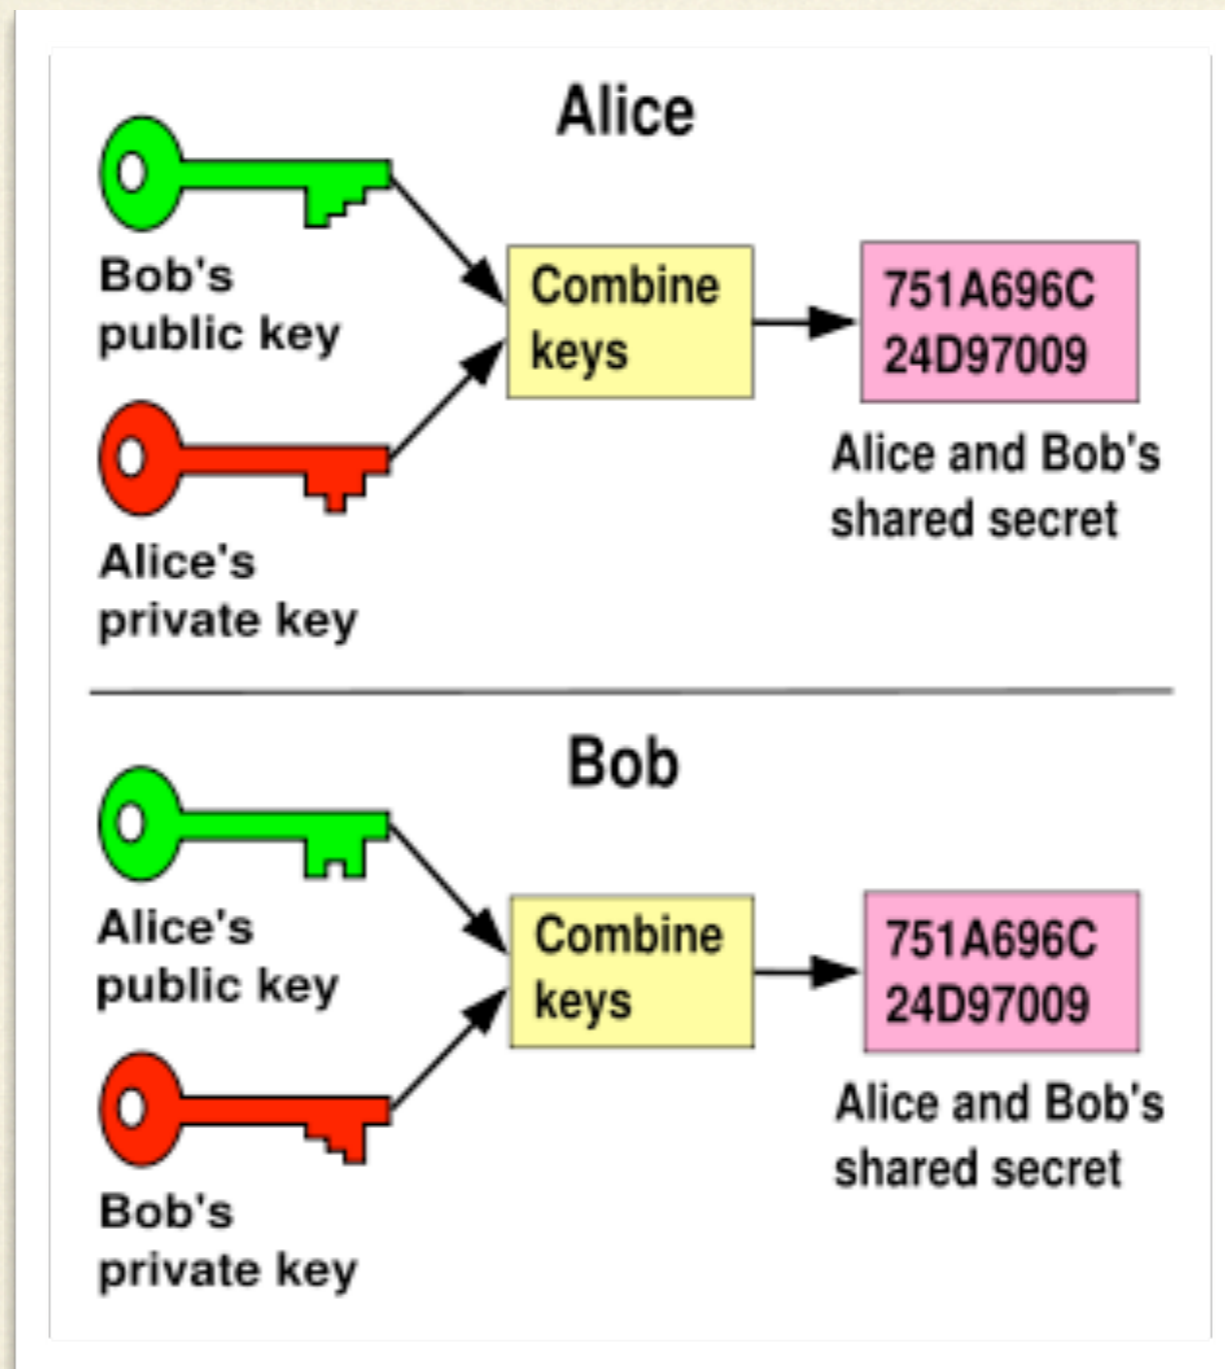 Alice
Bob's
public key
Combine
keys
751A696C
24D97009
Alice and Bob's
shared secret
Alice's
private key
Bob
Alice's
public key
Combine
keys
751A696C
24D97009
Alice and Bob's
shared secret
Bob's
private key